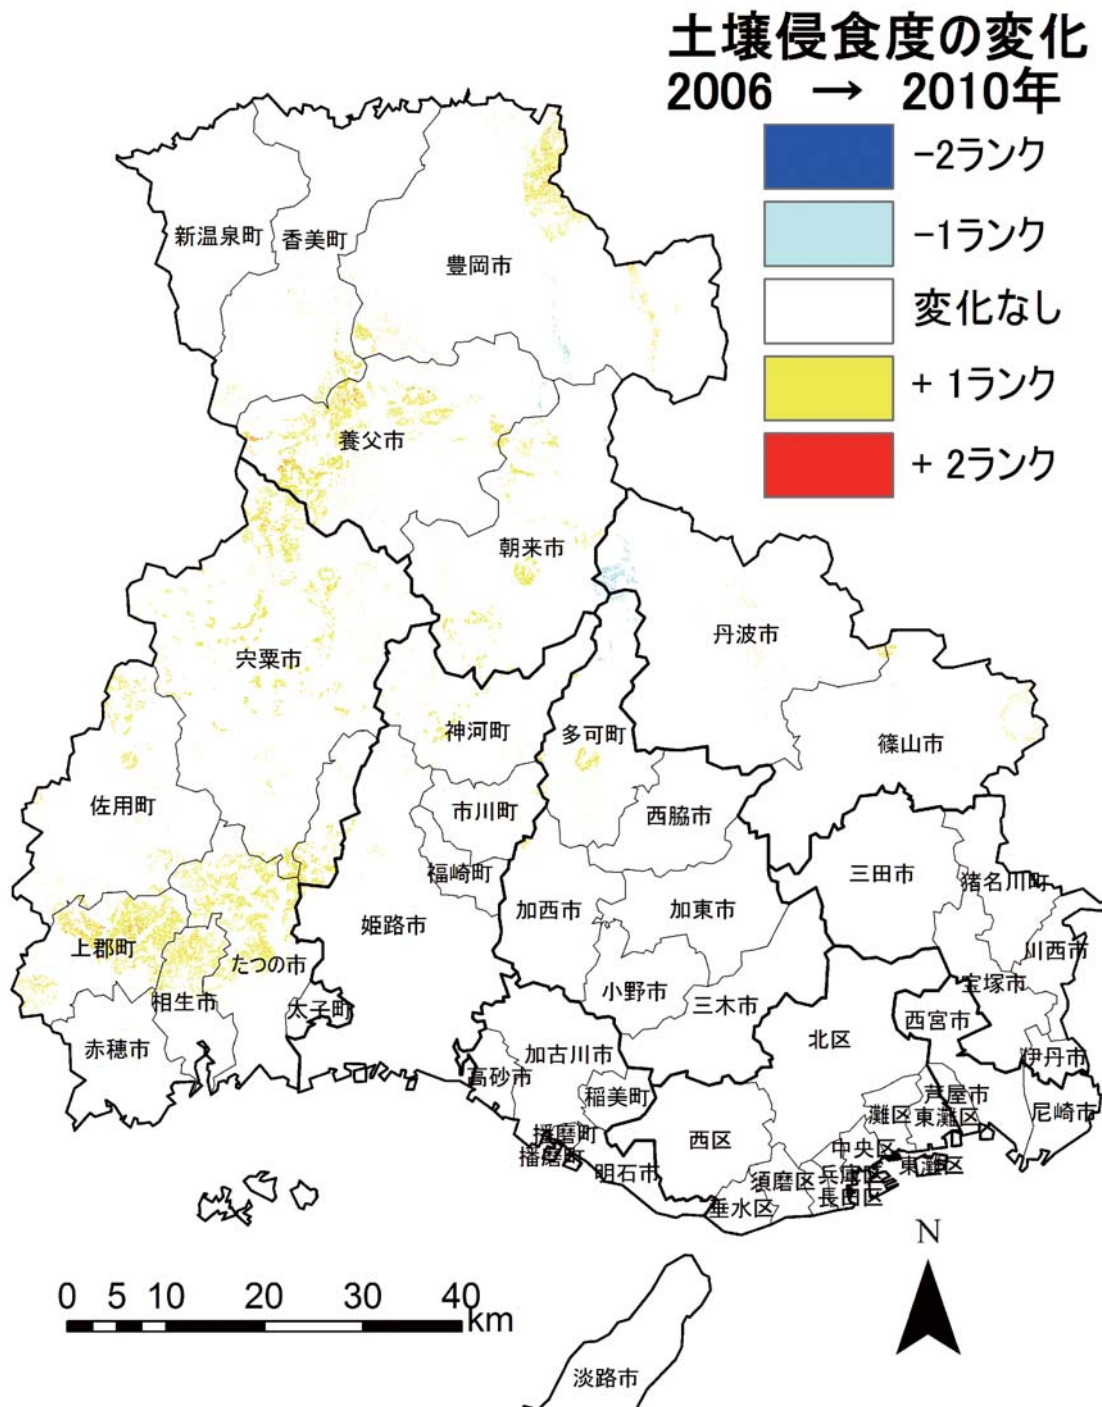 土壌侵食度の変化
2006 → 2010年
-2ランク
-1ランク
変化なし
+ 1ランク
+ 2ランク
新温泉町
香美町
豊岡市
養父市
朝来市
宍粟市
丹波市
神河町
多可町
篠山市
佐用町
市川町
西脇市
福崎町
三田市
猪名川町
姫路市
加西市
加東市
上郡町
たつの市
川西市
相生市
太子町
小野市
三木市
宝塚市
西宮市
赤穂市
加古川市
北区
伊丹市
高砂市
稲美町
芦屋市
灘区
東灘区
尼崎市
播磨町
播磨町
西区
中央区
東灘区
明石市
須磨区
兵庫区
長田区
垂水区
N
0 5 10 20 30 40
km
淡路市